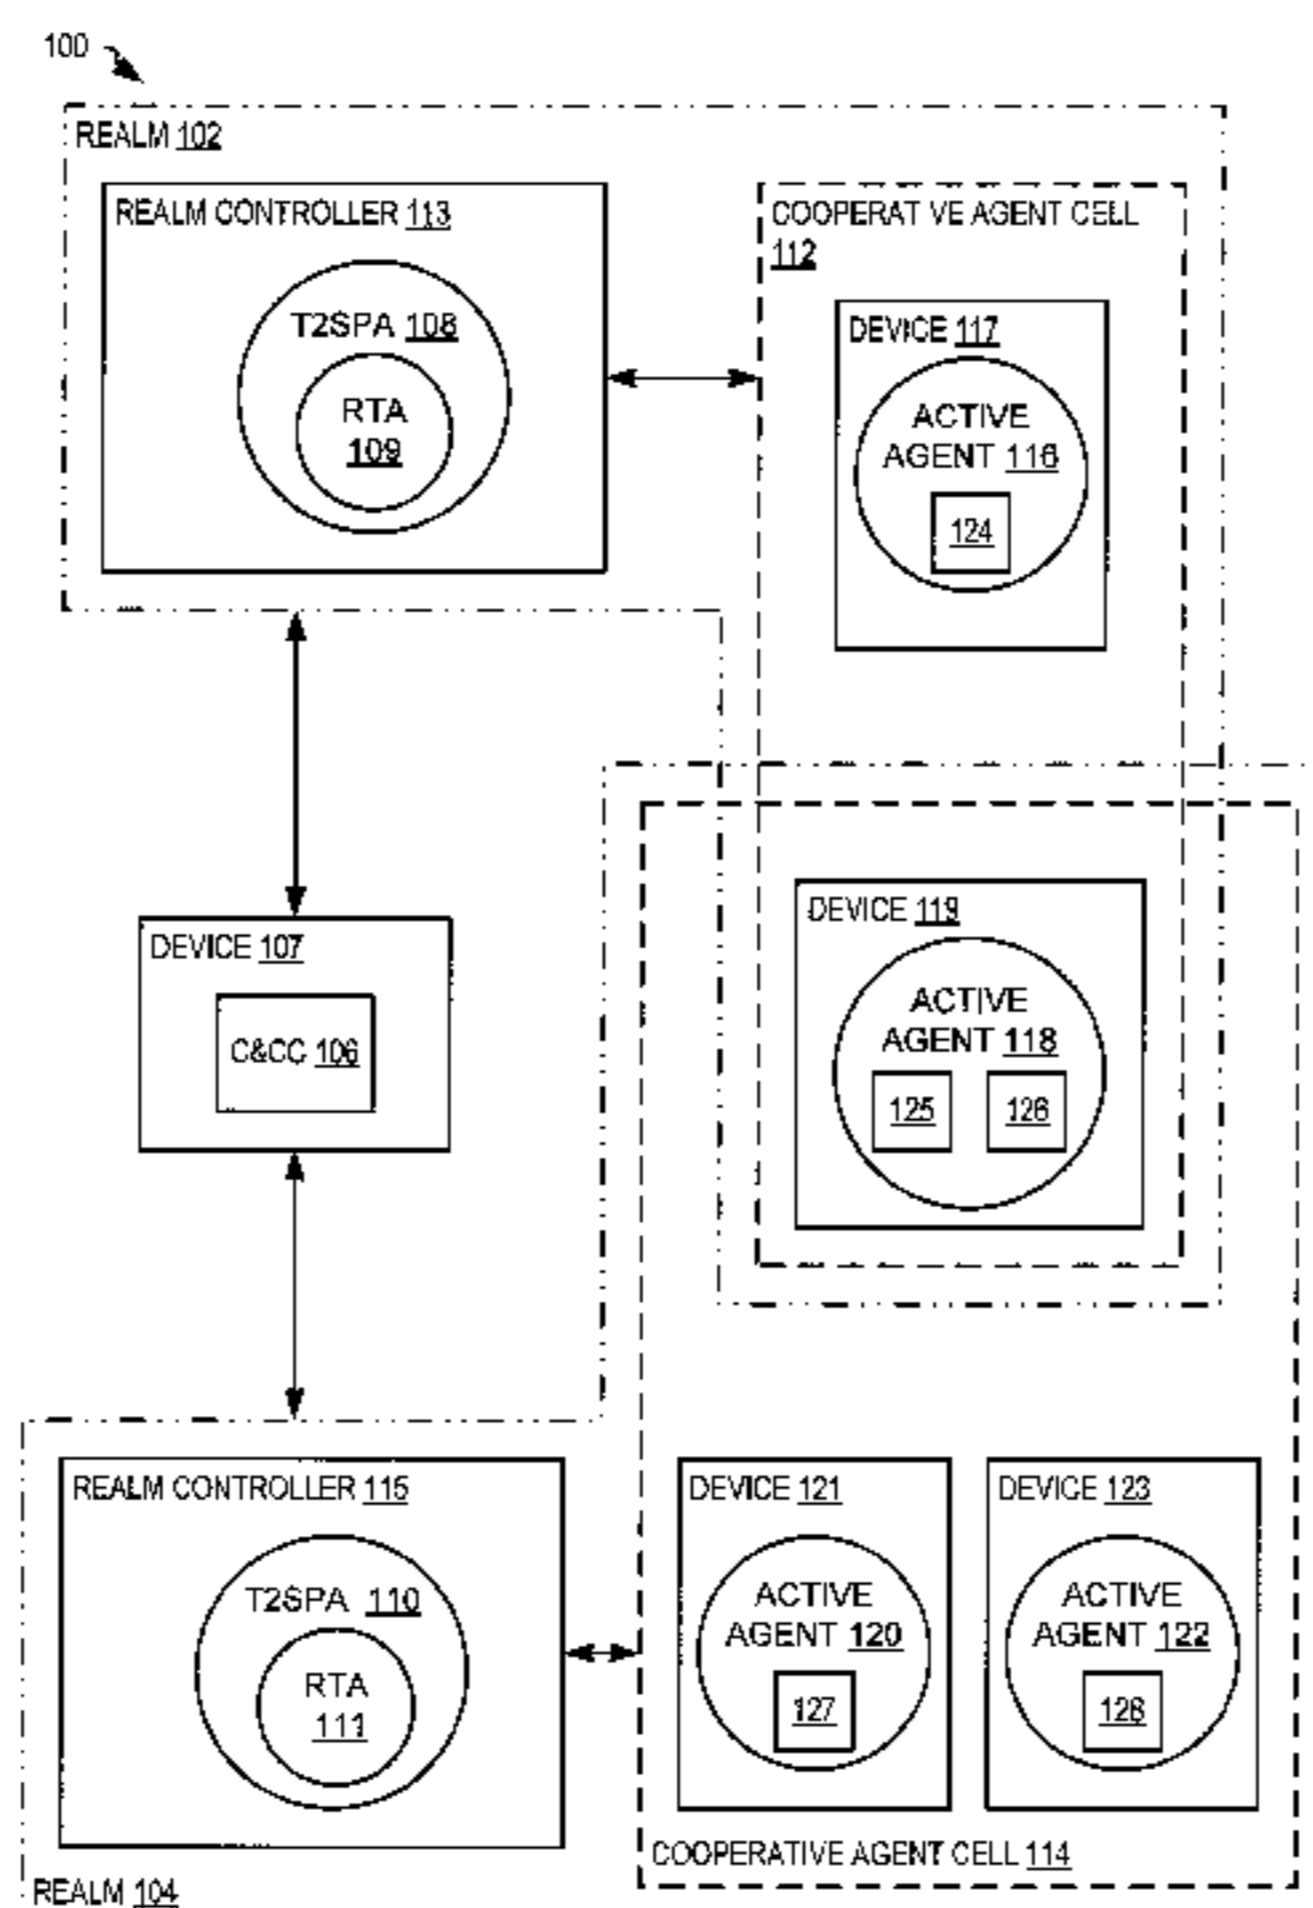 100
REALM 102
REALM CONTROLLER 113
T2SPA 108
RTA
109
COOPERAT VE AGENT CELL
112
DEVICE 117
ACTIVE
AGENT 116
124
DEVICE 107
C&CC 106
DEVICE 119
ACTIVE
AGENT 118
125
126
REALM CONTROLLER 115
T2SPA 110
RTA
111
DEVICE 121
ACTIVE
AGENT 120
127
DEVICE 123
ACTIVE
AGENT 122
128
COOPERATIVE AGENT CELL 114
REALM 104